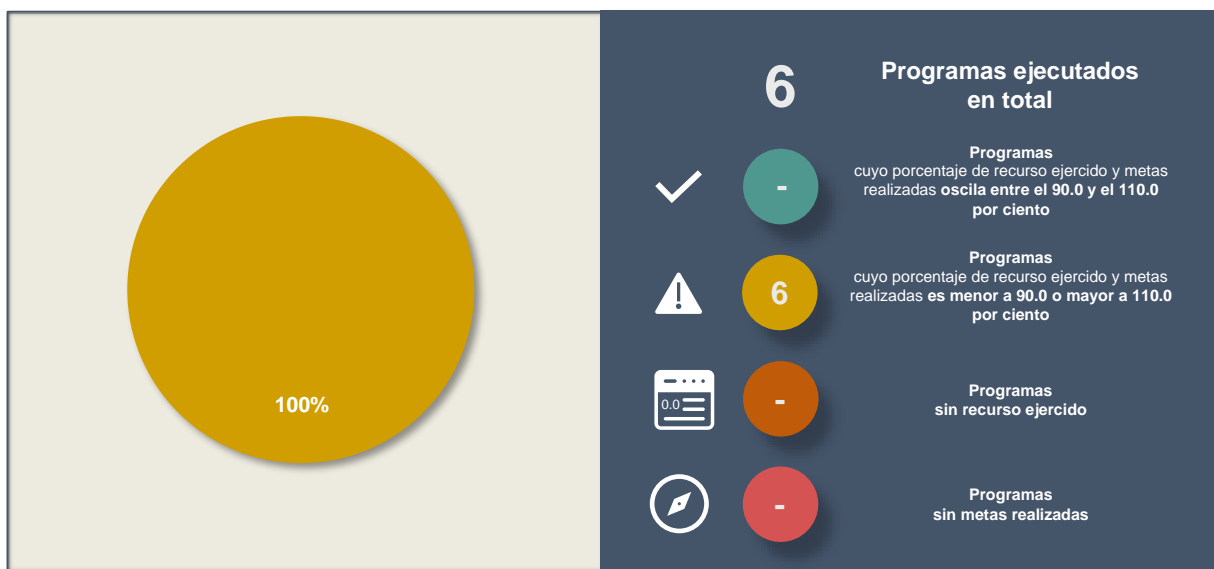 100%
6
Programas ejecutados
en total
-
Programas
cuyo porcentaje de recurso ejercido y metas
realizadas oscila entre el 90.0 y el 110.0
por ciento
6
Programas
cuyo porcentaje de recurso ejercido y metas
realizadas es menor a 90.0 o mayor a 110.0
por ciento
0.0
-
Programas
sin recurso ejercido
-
Programas
sin metas realizadas